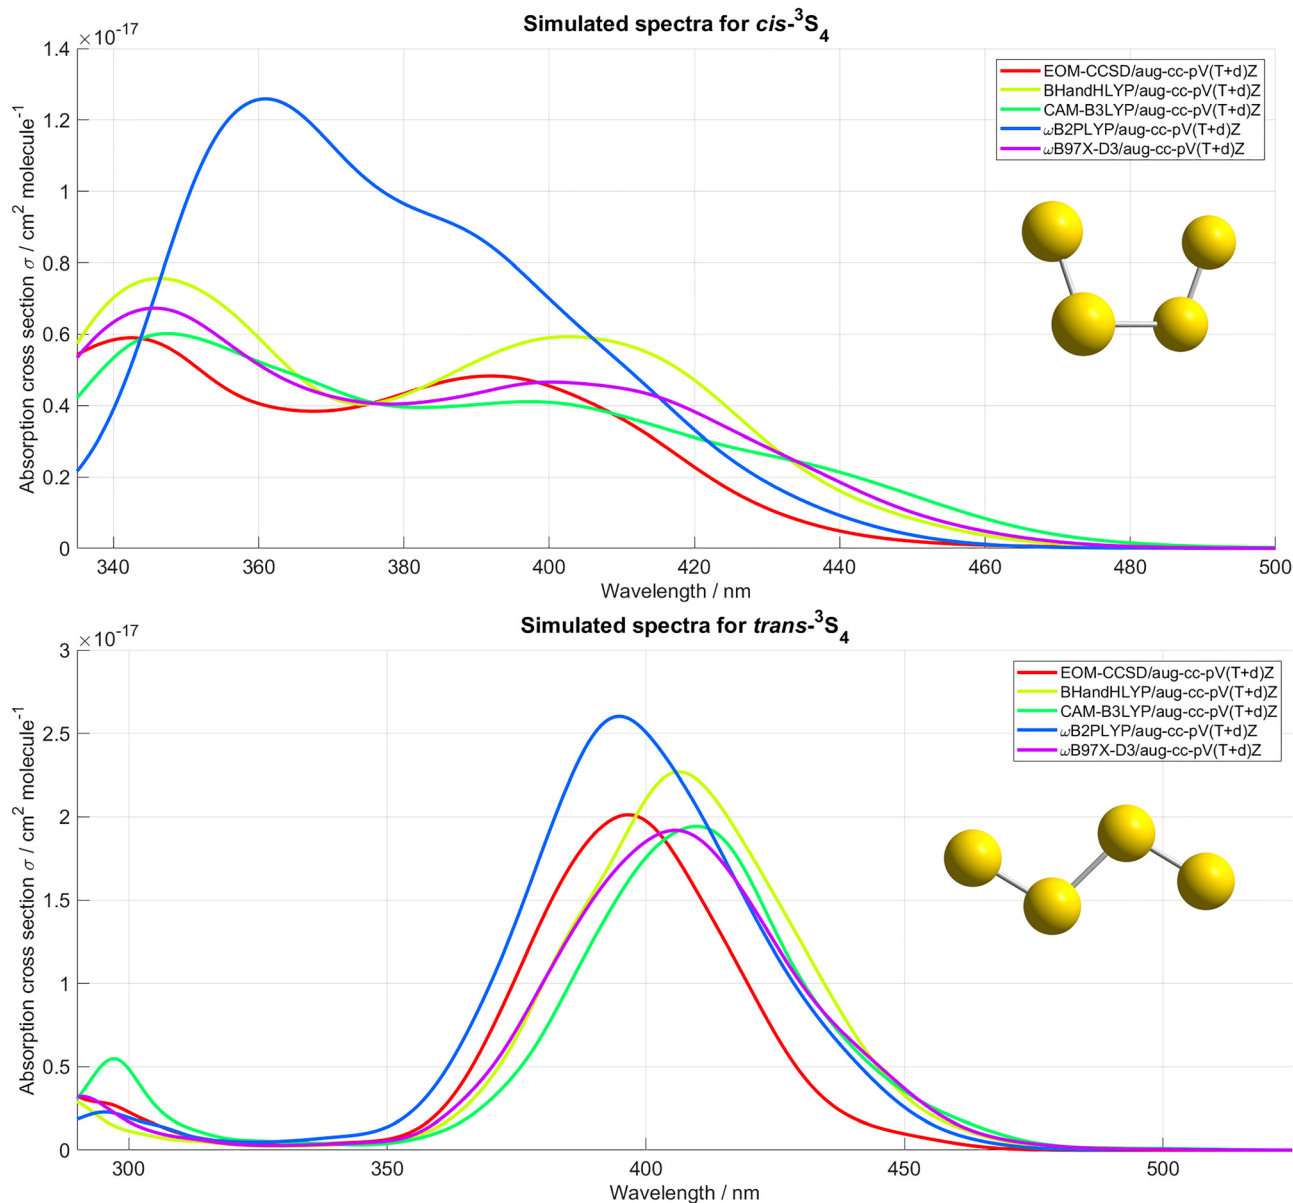 Simulated spectra for cis-³S₄
×10⁻¹⁷
1.4
1.2
1
0.8
0.6
0.4
0.2
0
Absorption cross section σ / cm² molecule⁻¹
EOM-CCSD/aug-cc-pV(T+d)Z
BHandHLYP/aug-cc-pV(T+d)Z
CAM-B3LYP/aug-cc-pV(T+d)Z
ωB2PLYP/aug-cc-pV(T+d)Z
ωB97X-D3/aug-cc-pV(T+d)Z
340 360 380 400 420 440 460 480 500
Wavelength / nm
Simulated spectra for trans-³S₄
×10⁻¹⁷
3
2.5
2
1.5
1
0.5
0
Absorption cross section σ / cm² molecule⁻¹
EOM-CCSD/aug-cc-pV(T+d)Z
BHandHLYP/aug-cc-pV(T+d)Z
CAM-B3LYP/aug-cc-pV(T+d)Z
ωB2PLYP/aug-cc-pV(T+d)Z
ωB97X-D3/aug-cc-pV(T+d)Z
300 350 400 450 500
Wavelength / nm